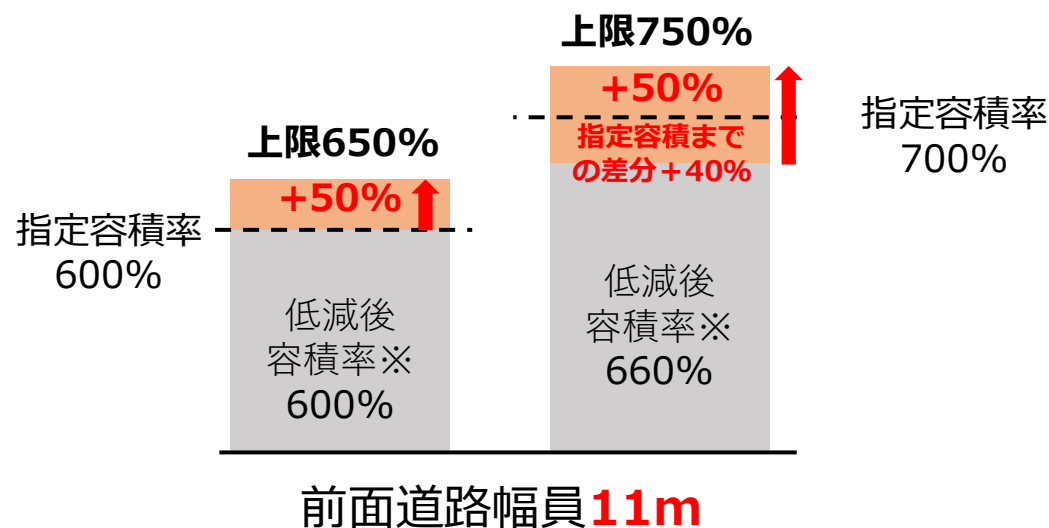 上限650%
+50%
指定容積率
600%
低減後
容積率※
600%
上限750%
+50%
指定容積まで
の差分+40%
指定容積率
700%
低減後
容積率※
660%
前面道路幅員11m